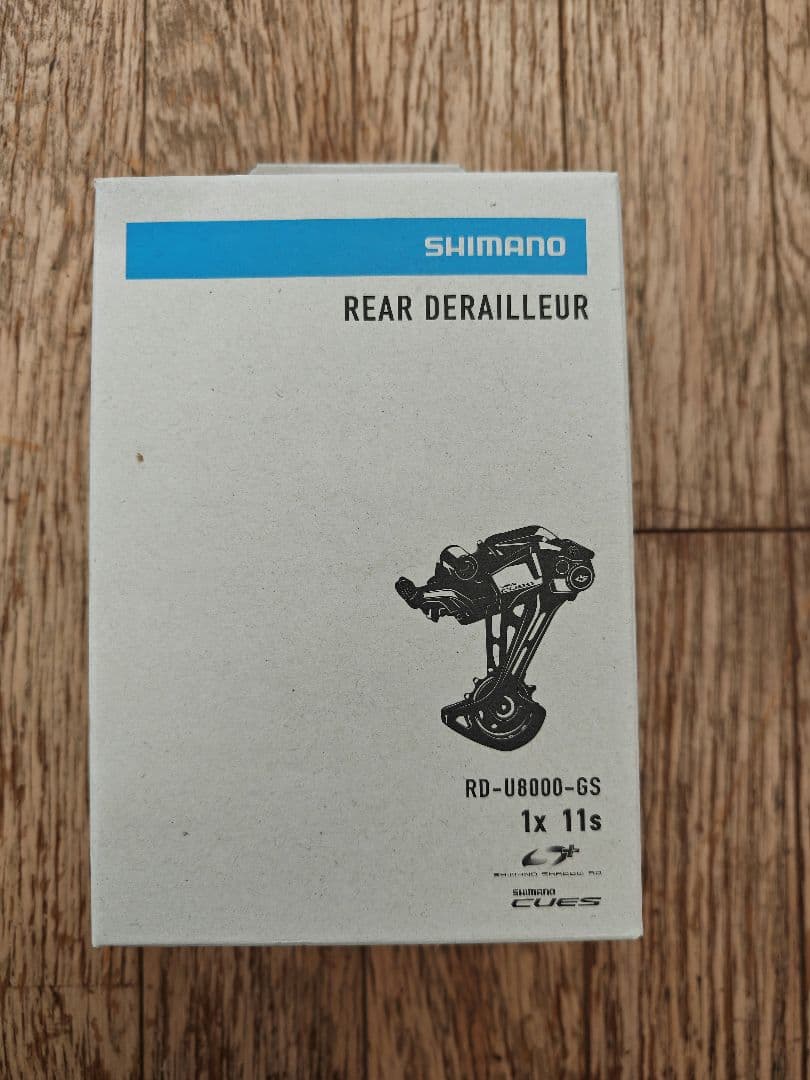 SHIMANO
REAR DERAILLEUR
RD-U8000-GS
1x 11s
SHIMANO SHADOW RD
SHIMANO
CUES